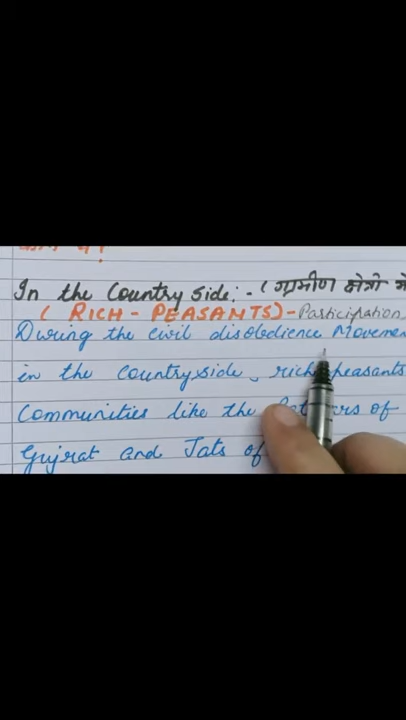 In the Country side:- (ग्रामीण क्षेत्रो मे
( RICH - PEASANTS) - Participation
During the civil disobedience Movemen
in the countryside, rich peasants
Communities like the of
Gujrat and Jats of